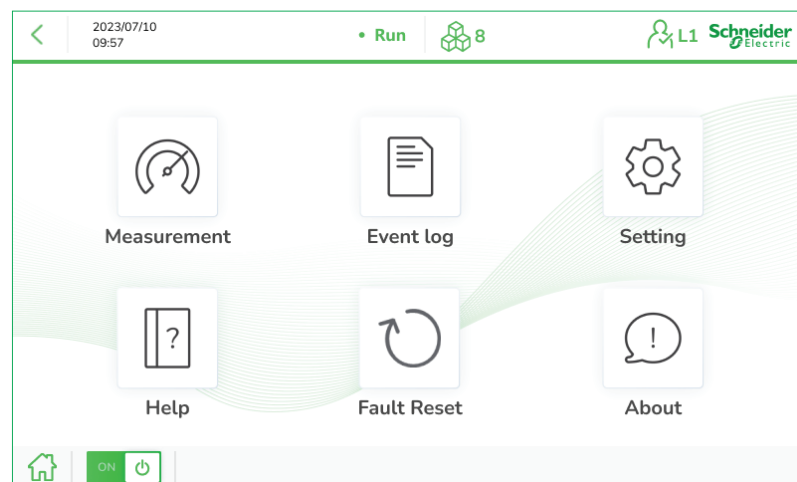 2023/07/10
09:57
• Run
8
L1
Schneider
Electric
Measurement
Event log
Setting
?
!
Help
Fault Reset
About
ON